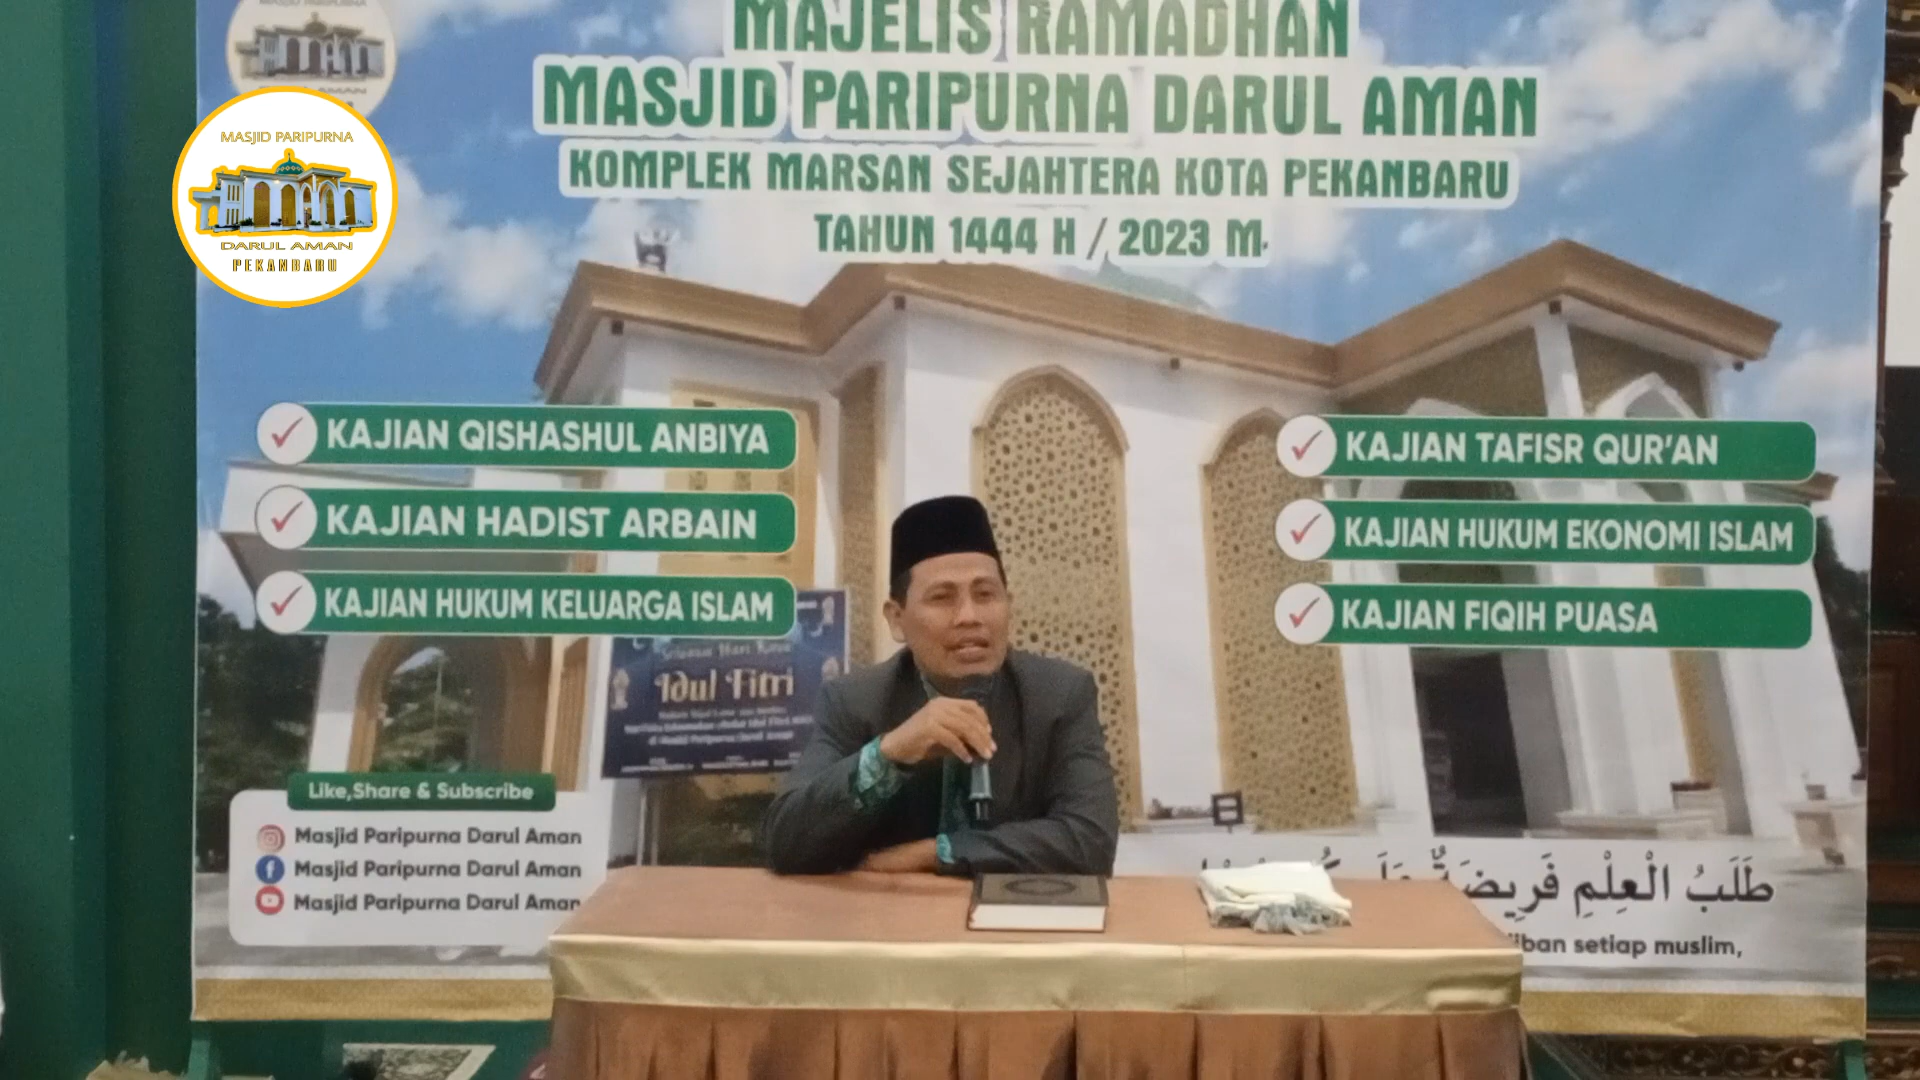 MASJID PARIPURNA
DARUL AMAN
PEKANBARU
MAJELIS RAMADHAN
MASJID PARIPURNA DARUL AMAN
KOMPLEK MARSAN SEJAHTERA KOTA PEKANBARU
TAHUN 1444 H / 2023 M.
KAJIAN QISHASHUL ANBIYA
KAJIAN HADIST ARBAIN
KAJIAN HUKUM KELUARGA ISLAM
KAJIAN TAFISR QUR'AN
KAJIAN HUKUM EKONOMI ISLAM
KAJIAN FIQIH PUASA
Selamat Hari Raya
Idul Fitri
Like,Share & Subscribe
Masjid Paripurna Darul Aman
Masjid Paripurna Darul Aman
Masjid Paripurna Darul Aman
طَلَبُ الْعِلْمِ فَرِيضَةٌ
setiap muslim,